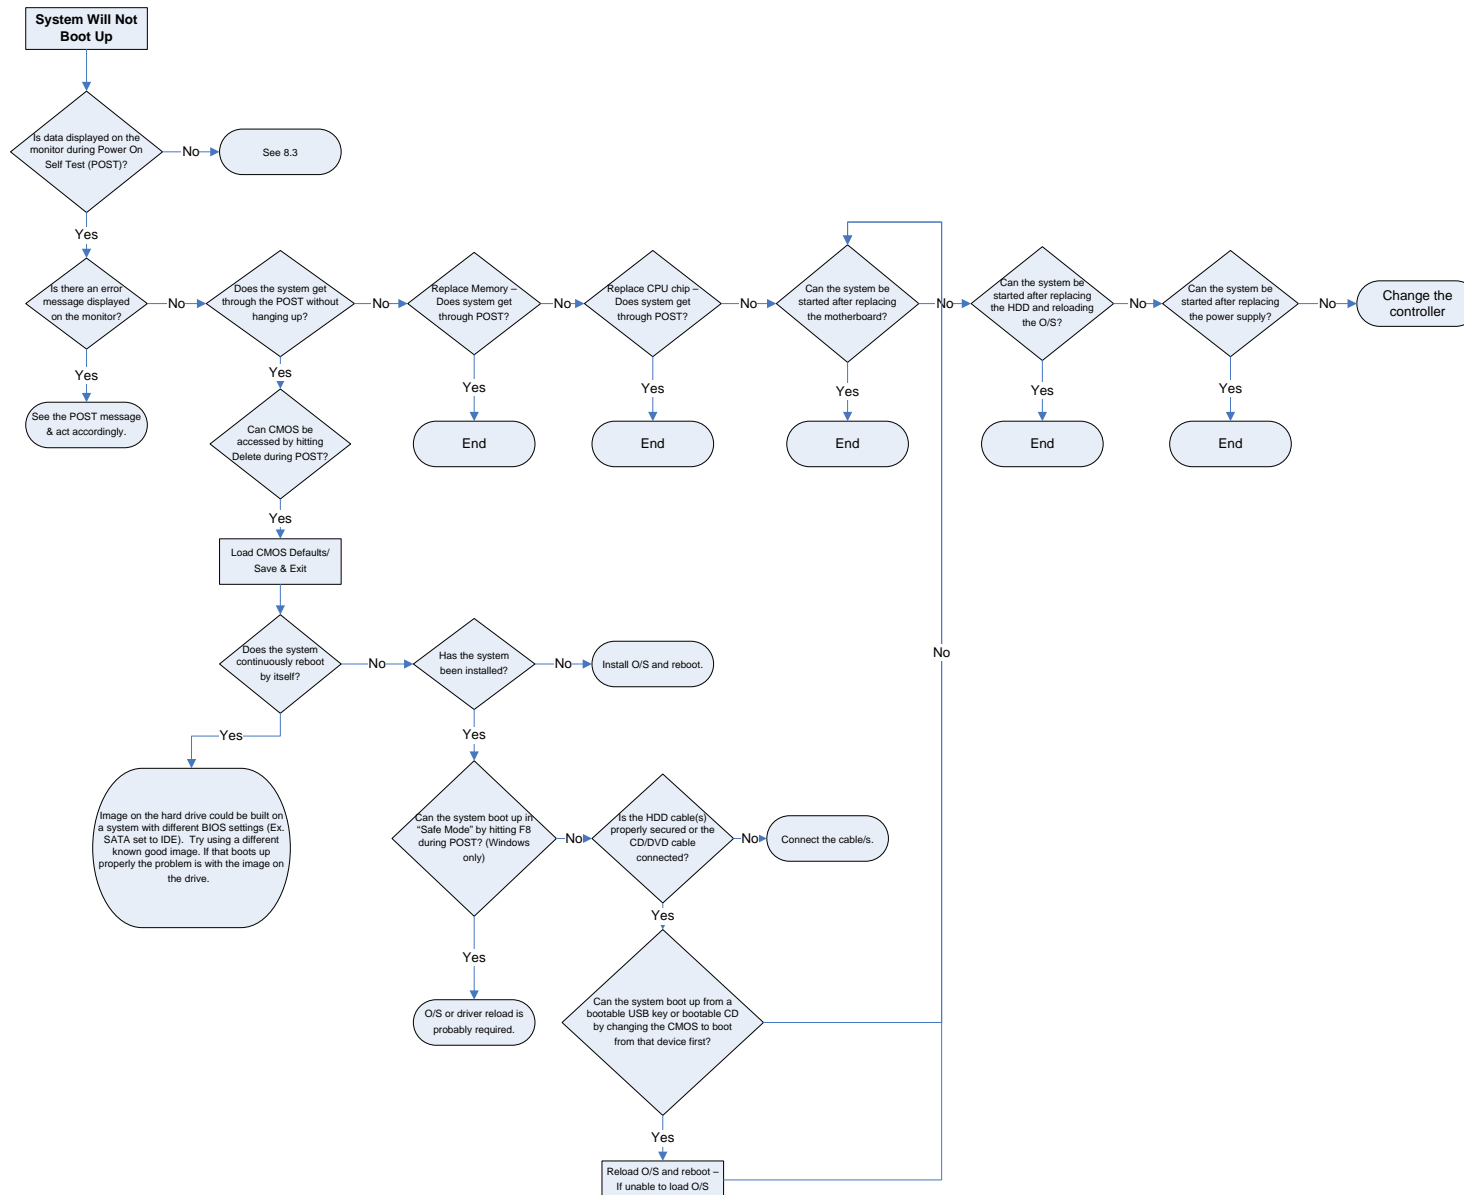 System Will Not
Boot Up
Is data displayed on the
monitor during Power On
Self Test (POST)?
No
See 8.3
Yes
Is there an error
message displayed
on the monitor?
No
Does the system get
through the POST without
hanging up?
No
Replace Memory –
Does system get
through POST?
No
Replace CPU chip –
Does system get
through POST?
No
Can the system be
started after replacing
the motherboard?
No
Can the system be
started after replacing
the HDD and reloading
the O/S?
No
Can the system be
started after replacing
the power supply?
No
Change the
controller
Yes
See the POST message
& act accordingly.
Yes
Yes
End
Yes
End
Yes
End
Yes
End
Yes
End
Can CMOS be
accessed by hitting
Delete during POST?
Yes
Load CMOS Defaults/
Save & Exit
Does the system
continuously reboot
by itself?
No
Has the system
been installed?
No
Install O/S and reboot.
No
Yes
Image on the hard drive could be built on
a system with different BIOS settings (Ex.
SATA set to IDE).  Try using a different
known good image. If that boots up
properly the problem is with the image on
the drive.
Yes
Can the system boot up in
“Safe Mode” by hitting F8
during POST? (Windows
only)
No
Is the HDD cable(s)
properly secured or the
CD/DVD cable
connected?
No
Connect the cable/s.
Yes
O/S or driver reload is
probably required.
Yes
Can the system boot up from a
bootable USB key or bootable CD
by changing the CMOS to boot
from that device first?
Yes
Reload O/S and reboot –
If unable to load O/S